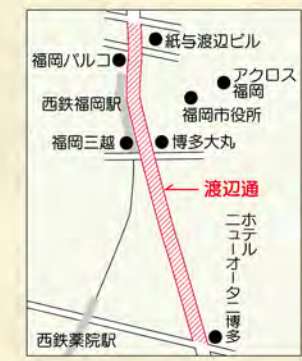 紙与渡辺ビル
福岡パルコ
アクロス
福岡
西鉄福岡駅
福岡市役所
福岡三越
博多大丸
渡辺通
ホテル
ニューオータニ博多
西鉄薬院駅